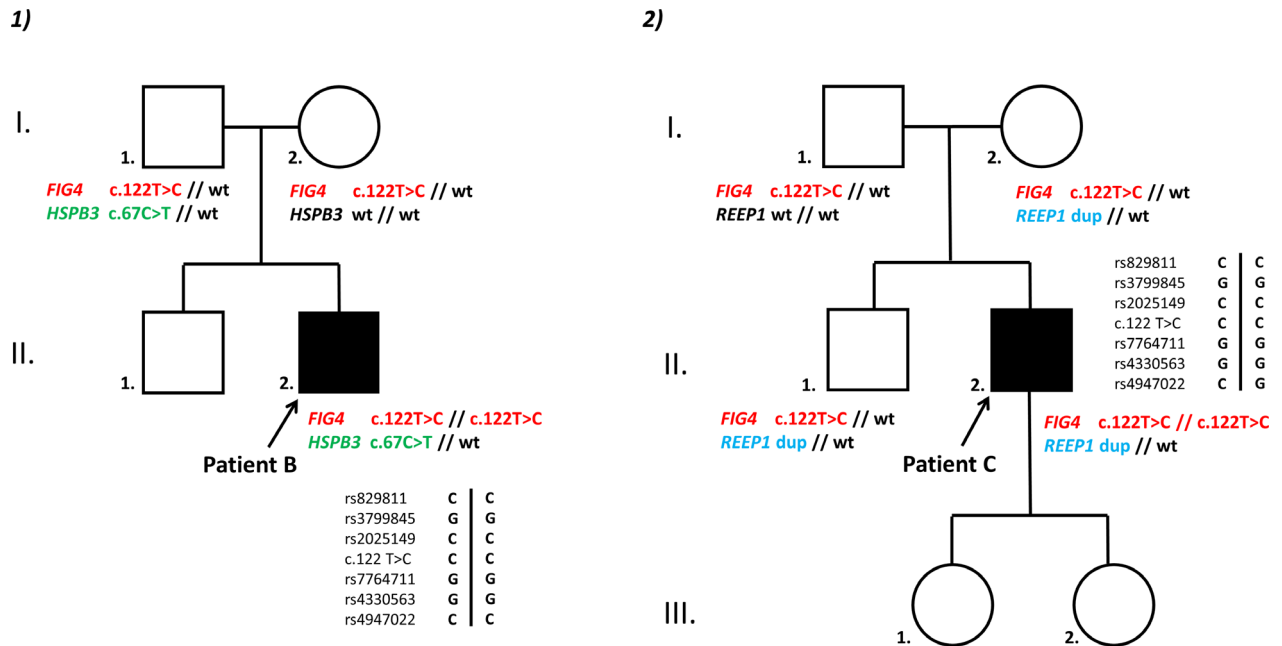 1)
I.
1.
2.
FIG4 c.122T>C // wt
HSPB3 c.67C>T // wt
FIG4 c.122T>C // wt
HSPB3 wt // wt
II.
1.
2.
FIG4 c.122T>C // c.122T>C
HSPB3 c.67C>T // wt
Patient B
rs829811 C C
rs3799845 G G
rs2025149 C C
c.122 T>C C C
rs7764711 G G
rs4330563 G G
rs4947022 C C
2)
I.
1.
2.
FIG4 c.122T>C // wt
REEP1 wt // wt
FIG4 c.122T>C // wt
REEP1 dup // wt
rs829811 C C
rs3799845 G G
rs2025149 C C
c.122 T>C C C
rs7764711 G G
rs4330563 G G
rs4947022 C G
II.
1.
2.
FIG4 c.122T>C // wt
REEP1 dup // wt
FIG4 c.122T>C // c.122T>C
REEP1 dup // wt
Patient C
III.
1.
2.